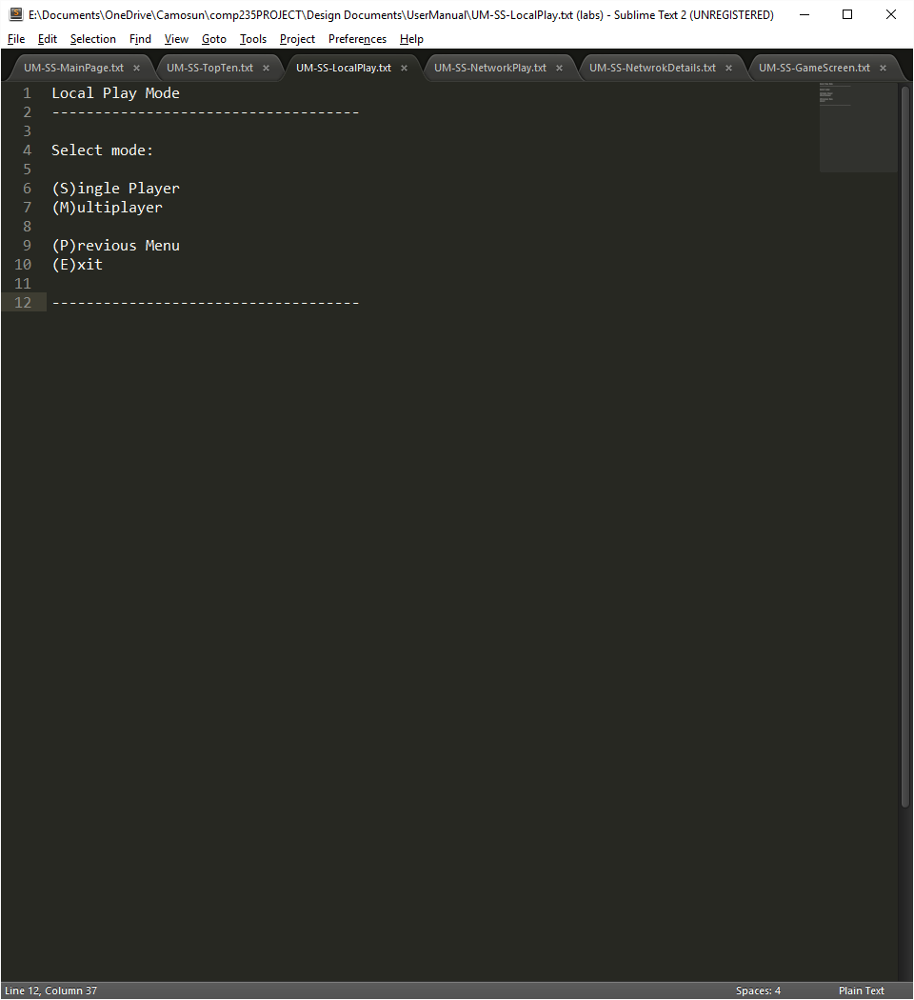 E:\Documents\OneDrive\Camosun\comp235PROJECT\Design Documents\UserManual\UM-SS-LocalPlay.txt (labs) - Sublime Text 2 (UNREGISTERED)
File Edit Selection Find View Goto Tools Project Preferences Help
UM-SS-MainPage.txt × UM-SS-TopTen.txt × UM-SS-LocalPlay.txt × UM-SS-NetworkPlay.txt × UM-SS-NetwrokDetails.txt × UM-SS-GameScreen.txt ×
1 Local Play Mode
2 ------------------------------------
3
4 Select mode:
5
6 (S)ingle Player
7 (M)ultiplayer
8
9 (P)revious Menu
10 (E)xit
11
12 ------------------------------------
Line 12, Column 37 Spaces: 4 Plain Text